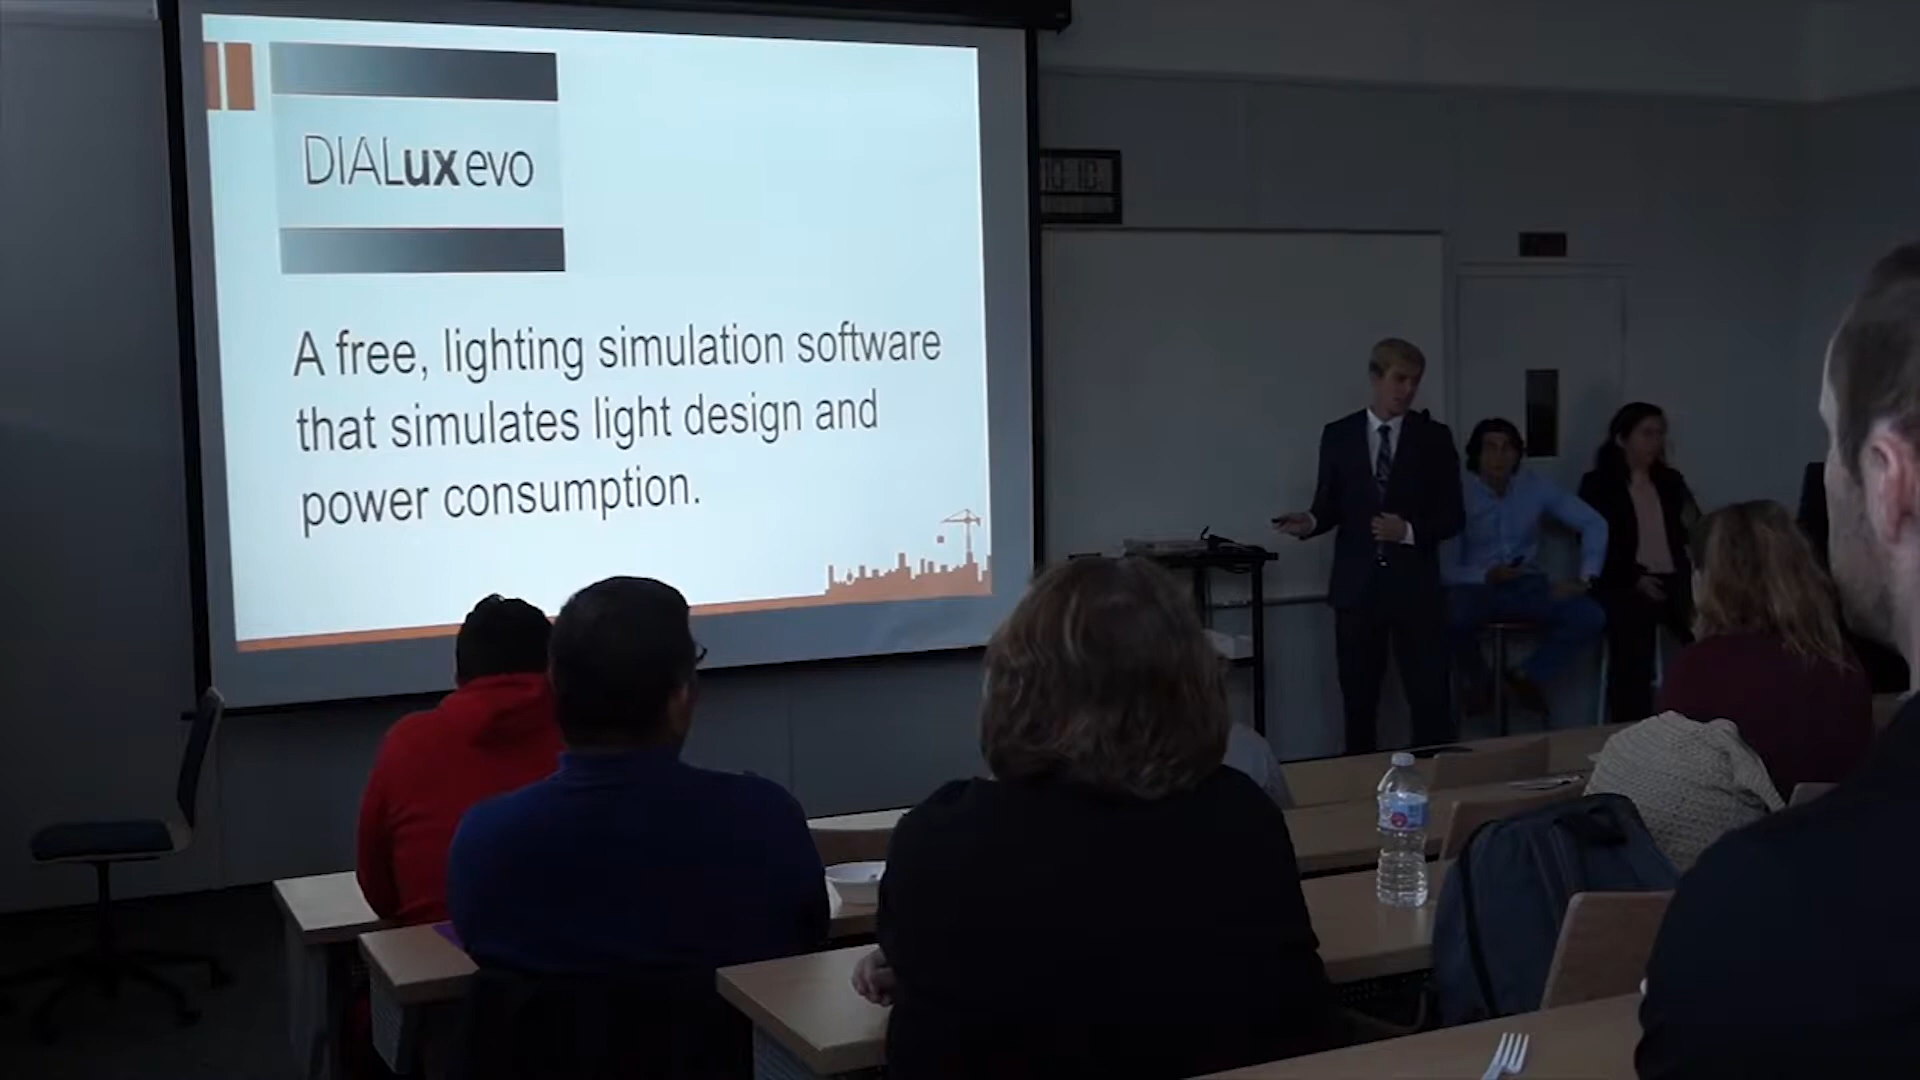 DIALux evo
A free, lighting simulation software
that simulates light design and
power consumption.